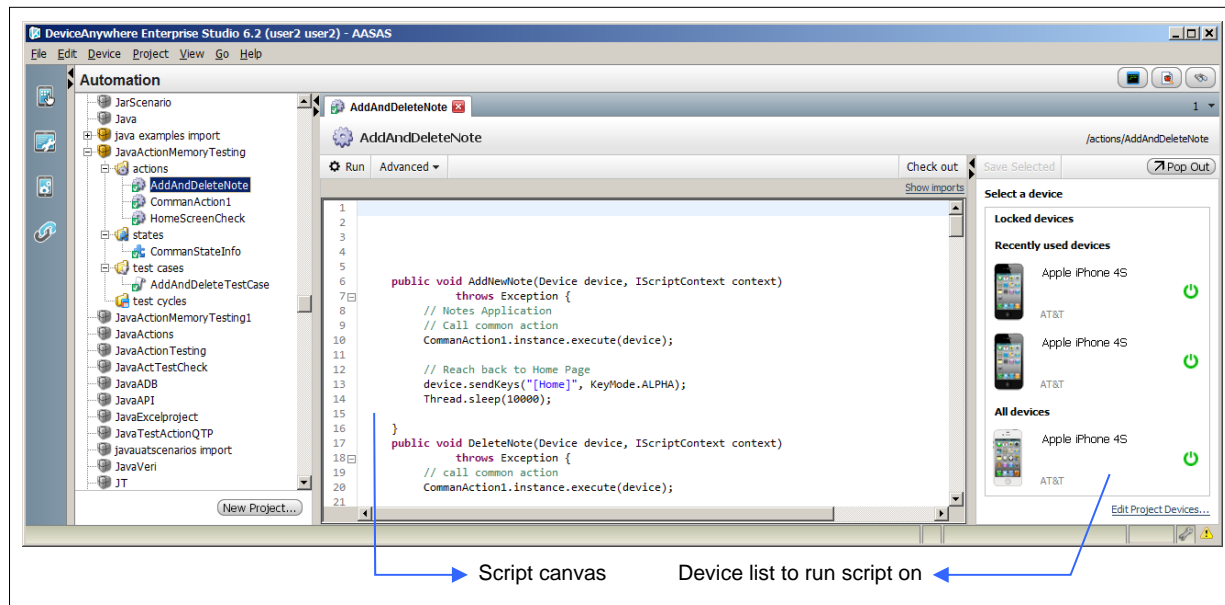 DeviceAnywhere Enterprise Studio 6.2 (user2 user2) - AASAS
File Edit Device Project View Go Help
Automation
JarScenario
Java
java examples import
JavaActionMemoryTesting
actions
AddAndDeleteNote
CommanAction1
HomeScreenCheck
states
CommanStateInfo
test cases
AddAndDeleteTestCase
test cycles
JavaActionMemoryTesting1
JavaActions
JavaActionTesting
JavaActTestCheck
JavaADB
JavaAPI
JavaExcelproject
JavaTestActionQTP
javauatscenarios import
JavaVeri
JT
New Project...
AddAndDeleteNote
1
AddAndDeleteNote
/actions/AddAndDeleteNote
Run Advanced
Check out
Show imports
1
2
3
4
5
6 public void AddNewNote(Device device, IScriptContext context)
7 throws Exception {
8 // Notes Application
9 // Call common action
10 CommanAction1.instance.execute(device);
11
12 // Reach back to Home Page
13 device.sendKeys("[Home]", KeyMode.ALPHA);
14 Thread.sleep(10000);
15
16 }
17 public void DeleteNote(Device device, IScriptContext context)
18 throws Exception {
19 // call common action
20 CommanAction1.instance.execute(device);
21
Save Selected
Pop Out
Select a device
Locked devices
Recently used devices
Apple iPhone 4S
AT&T
Apple iPhone 4S
AT&T
All devices
Apple iPhone 4S
AT&T
Edit Project Devices...
Script canvas
Device list to run script on